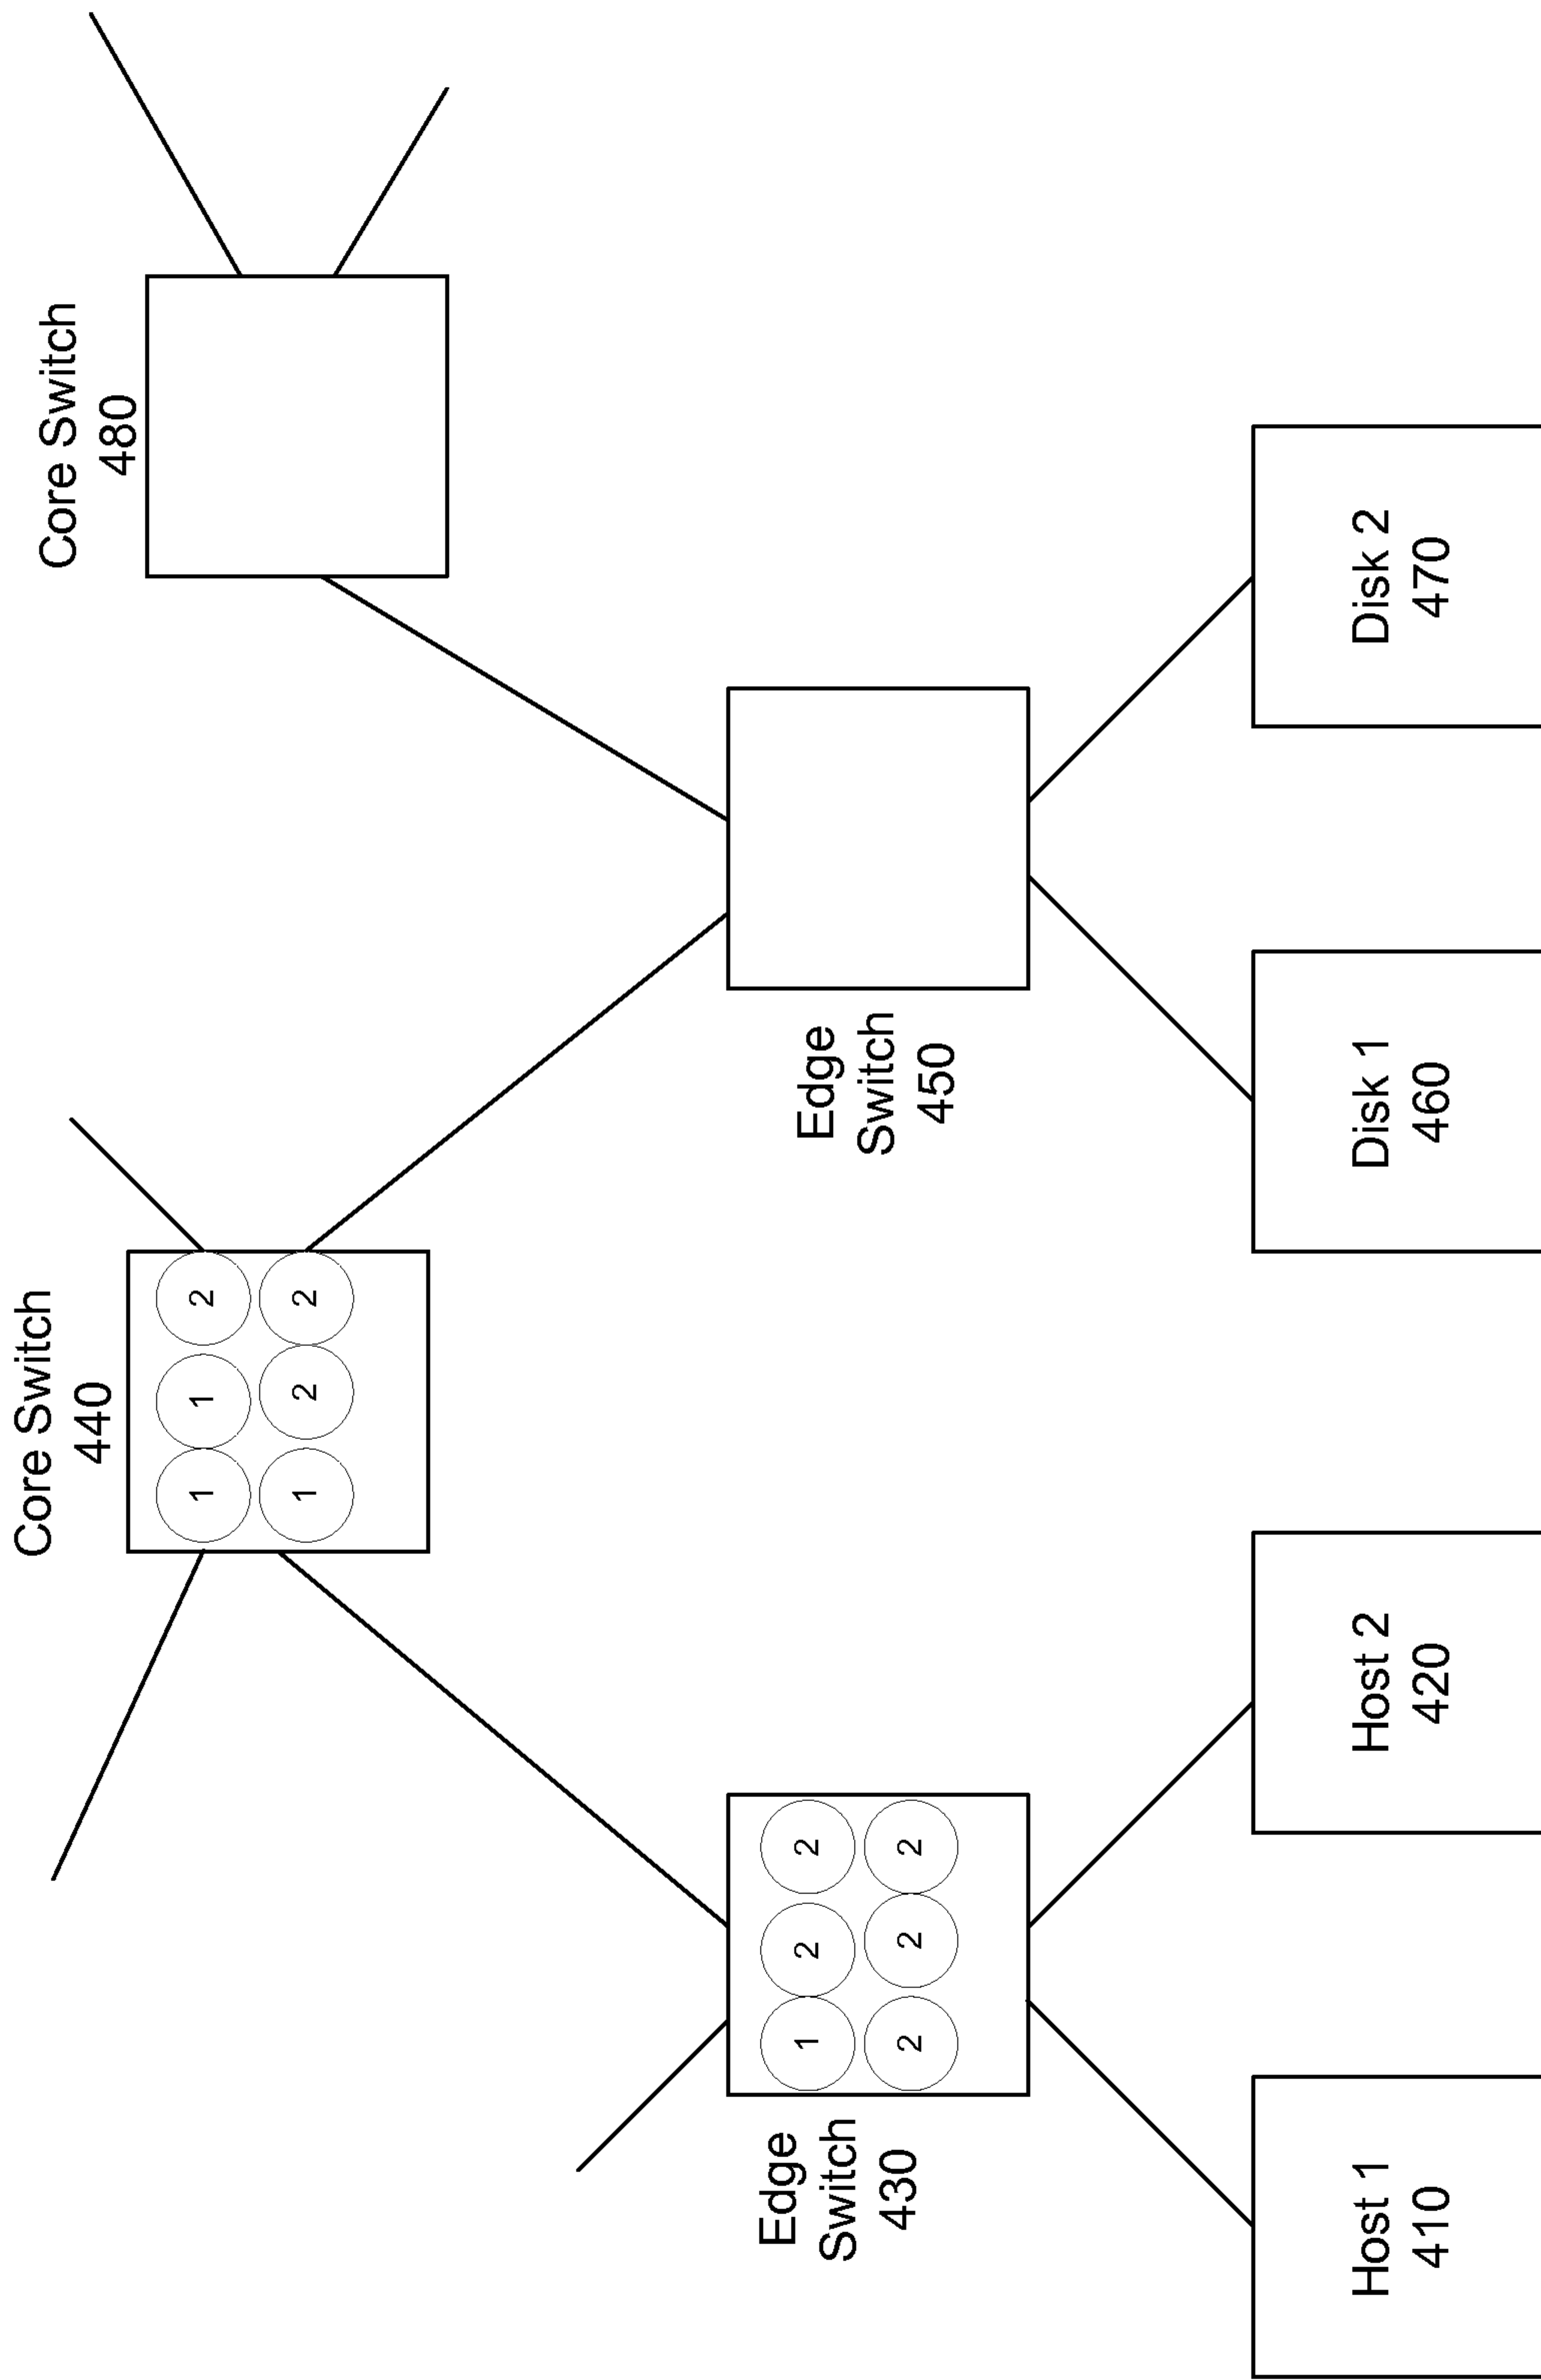 Core Switch
440
1 1 2
1 2 2
Core Switch
480
Edge
Switch
430
1 2 2
2 2 2
Edge
Switch
450
Host 1
410
Host 2
420
Disk 1
460
Disk 2
470